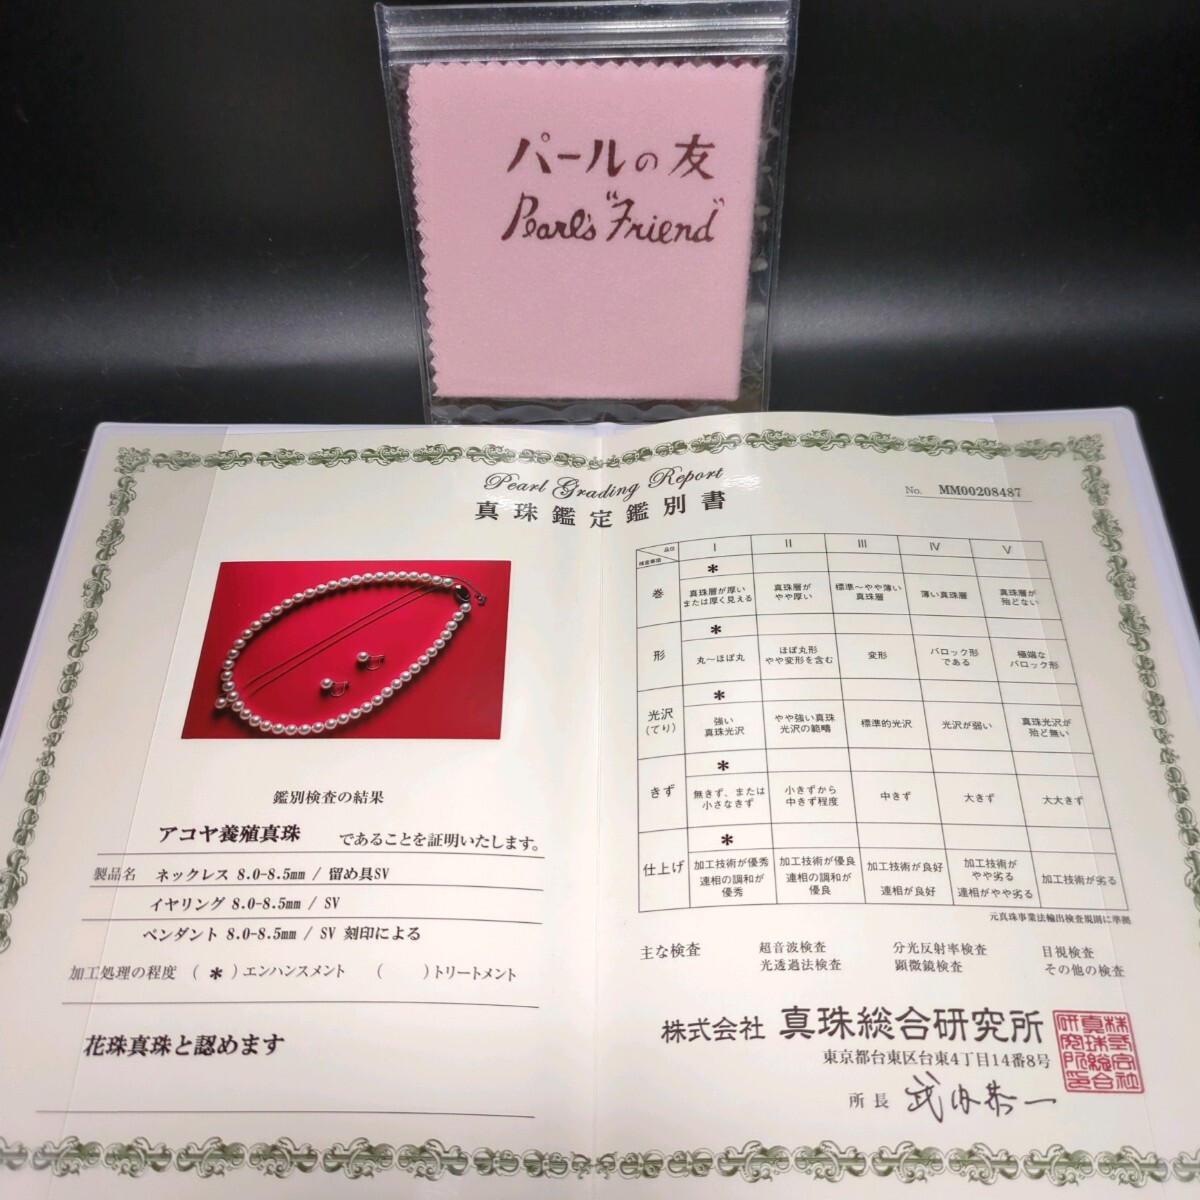 パールの友
Pearl's "Friend"
Pearl Grading Report
真珠鑑定鑑別書
No. MM00208487
鑑別検査の結果
アコヤ養殖真珠 であることを証明いたします。
製品名 ネックレス 8.0-8.5mm / 留め具SV
イヤリング 8.0-8.5mm / SV
ペンダント 8.0-8.5mm / SV 刻印による
加工処理の程度 ( * ) エンハンスメント ( ) トリートメント
花珠真珠と認めます
品位 I II III IV V
検査事項
*
巻 真珠層が厚い または厚く見える 真珠層が やや厚い 標準〜やや薄い 真珠層 薄い真珠層 真珠層が 殆どない
*
形 丸〜ほぼ丸 ほぼ丸形 やや変形を含む 変形 バロック形 である 極端な バロック形
*
光沢 (てり) 強い 真珠光沢 やや強い真珠 光沢の範疇 標準的光沢 光沢が弱い 真珠光沢が 殆ど無い
*
きず 無きず、または 小さなきず 小きずから 中きず程度 中きず 大きず 大大きず
*
仕上げ 加工技術が優秀 連相の調和が 優秀 加工技術が優良 連相の調和が 優良 加工技術が良好 連相が良好 加工技術が やや劣る 連相がやや劣る 加工技術が劣る
元真珠事業法輸出検査規則に準拠
主な検査 超音波検査 分光反射率検査 目視検査
光透過法検査 顕微鏡検査 その他の検査
株式会社 真珠総合研究所
東京都台東区台東4丁目14番8号
所長 武内恭一
株式会社真珠総合研究所印